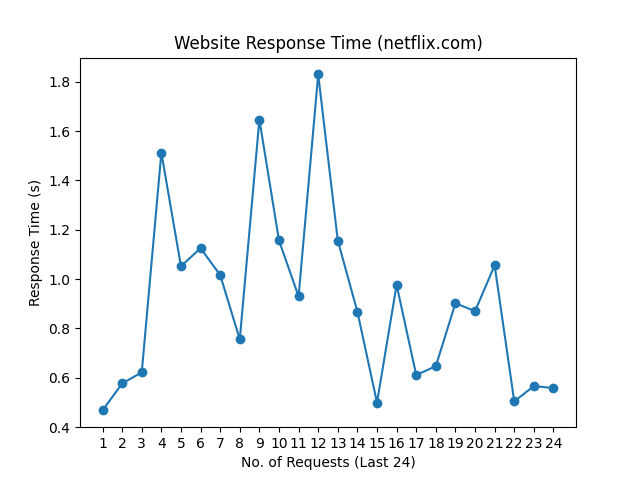 Website Response Time (netflix.com)
1.8
1.6
1.4
1.2
1.0
0.8
0.6
0.4
Response Time (s)
1 2 3 4 5 6 7 8 9 10 11 12 13 14 15 16 17 18 19 20 21 22 23 24
No. of Requests (Last 24)